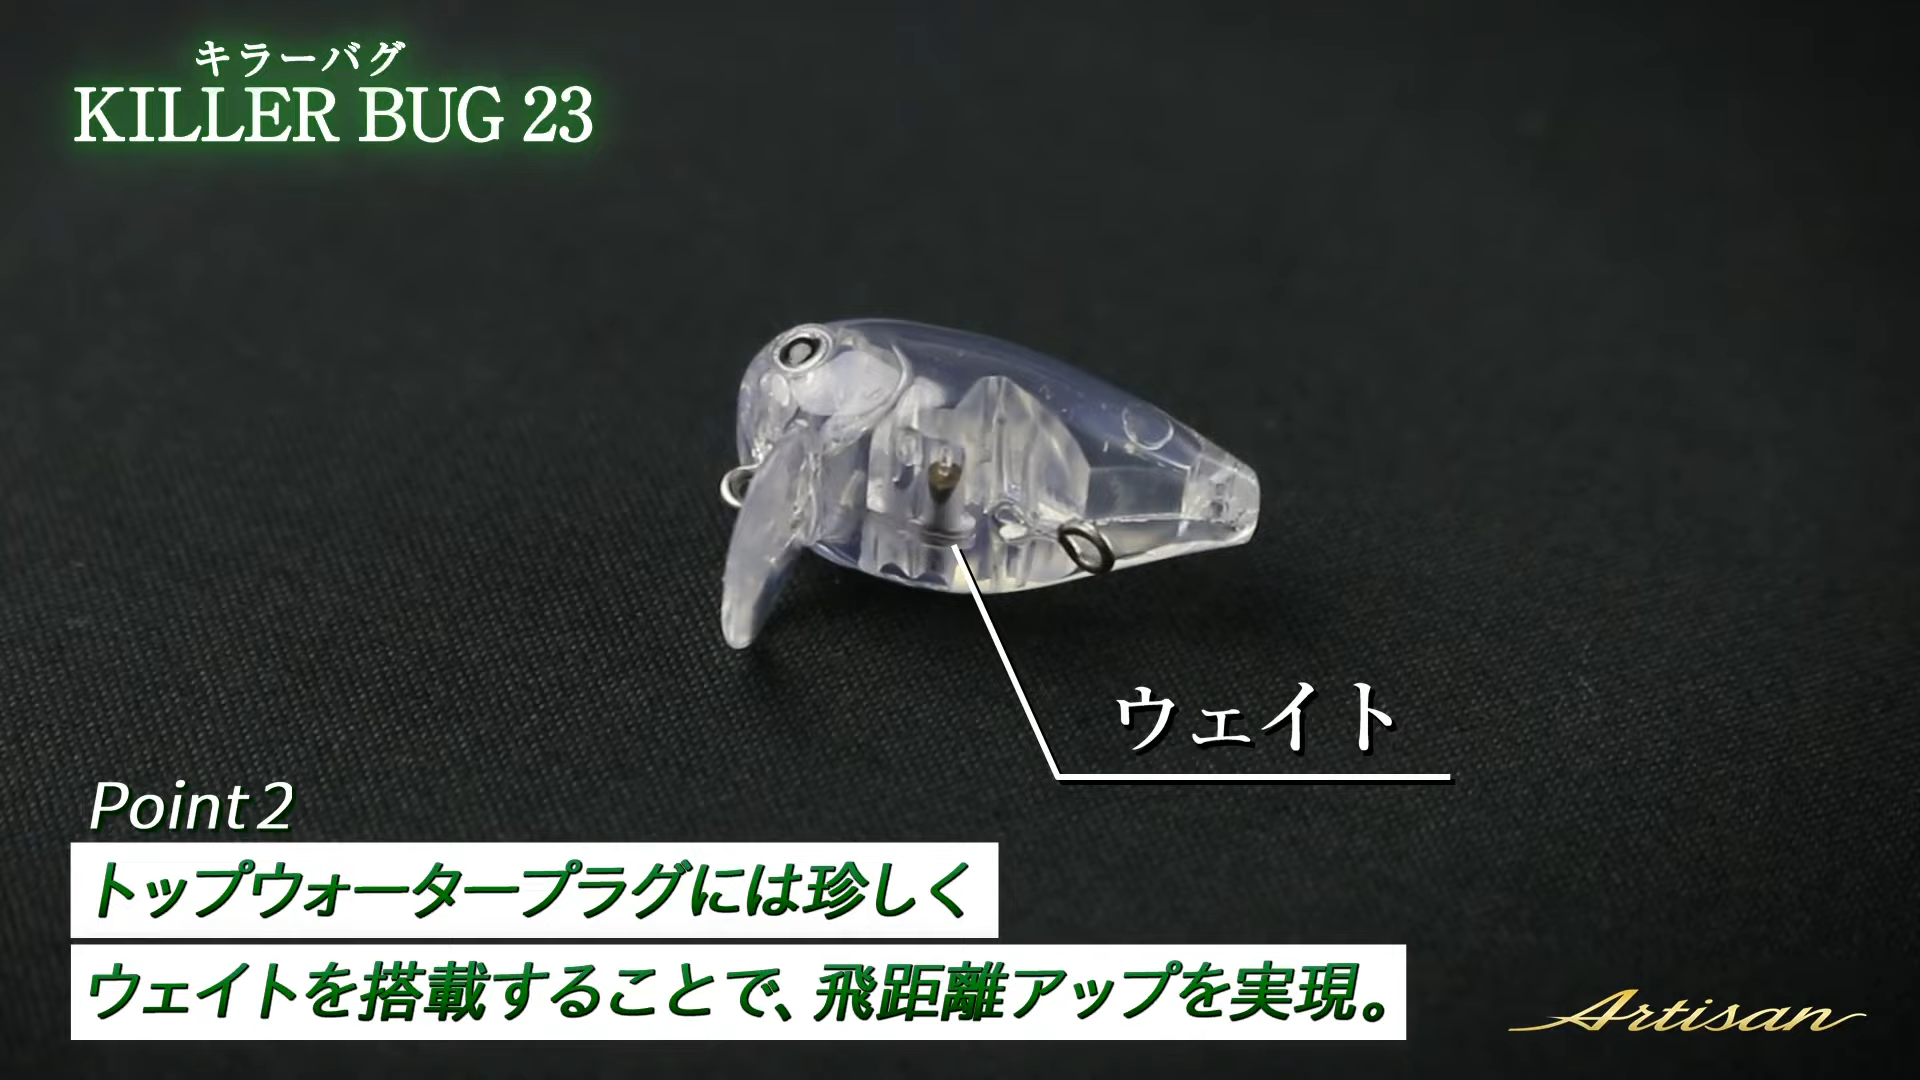 キラーバグ
KILLER BUG 23
ウェイト
Point 2
トップウォータープラグには珍しく
ウェイトを搭載することで、飛距離アップを実現。
Artisan